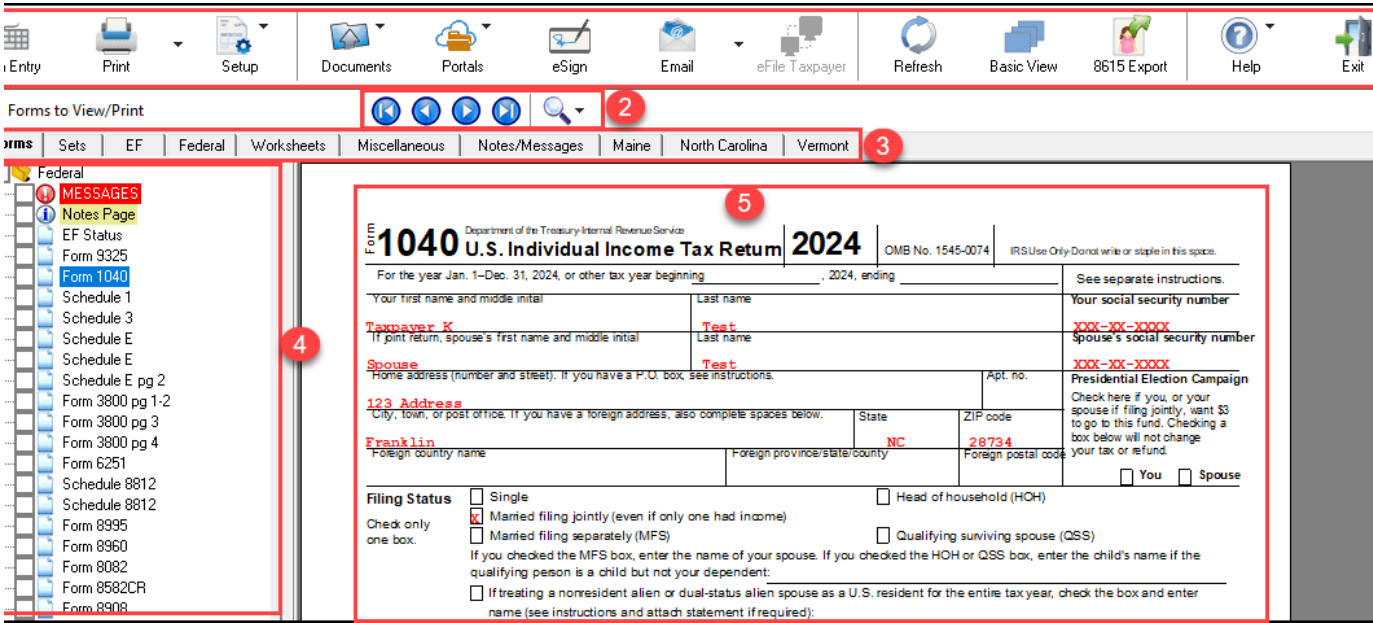 Entry
Print
Setup
Documents
Portals
eSign
Email
eFile Taxpayer
Refresh
Basic View
8615 Export
Help
Exit
Forms to View/Print
2
Sets
EF
Federal
Worksheets
Miscellaneous
Notes/Messages
Maine
North Carolina
Vermont
3
Federal
MESSAGES
Notes Page
EF Status
Form 9325
Form 1040
Schedule 1
Schedule 3
Schedule E
Schedule E
Schedule E pg 2
Form 3800 pg 1-2
Form 3800 pg 3
Form 3800 pg 4
Form 6251
Schedule 8812
Schedule 8812
Form 8995
Form 8960
Form 8082
Form 8582CR
Form 8908
4
5
Form 1040 Department of the Treasury-Internal Revenue Service
U.S. Individual Income Tax Return 2024 OMB No. 1545-0074 IRS Use Only-Do not write or staple in this space.
For the year Jan. 1–Dec. 31, 2024, or other tax year beginning , 2024, ending See separate instructions.
Your first name and middle initial Last name Your social security number
Taxpayer K Test XXX-XX-XXXX
If joint return, spouse's first name and middle initial Last name Spouse's social security number
Spouse Test XXX-XX-XXXX
Home address (number and street). If you have a P.O. box, see instructions. Apt. no.
123 Address
City, town, or post office. If you have a foreign address, also complete spaces below. State ZIP code
Franklin NC 28734
Foreign country name Foreign province/state/county Foreign postal code
Presidential Election Campaign
Check here if you, or your
spouse if filing jointly, want $3
to go to this fund. Checking a
box below will not change
your tax or refund.
You Spouse
Filing Status
Check only
one box.
Single Head of household (HOH)
X Married filing jointly (even if only one had income)
Married filing separately (MFS) Qualifying surviving spouse (QSS)
If you checked the MFS box, enter the name of your spouse. If you checked the HOH or QSS box, enter the child's name if the
qualifying person is a child but not your dependent:
If treating a nonresident alien or dual-status alien spouse as a U.S. resident for the entire tax year, check the box and enter
name (see instructions and attach statement if required):